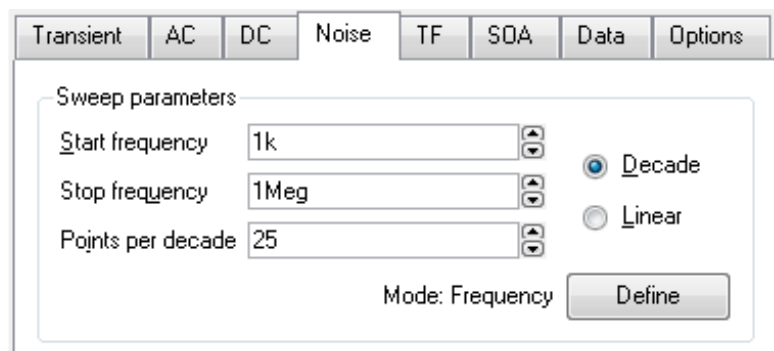 Transient AC DC Noise TF SOA Data Options
Sweep parameters
Start frequency 1k
Decade
Stop frequency 1Meg
Linear
Points per decade 25
Mode: Frequency Define